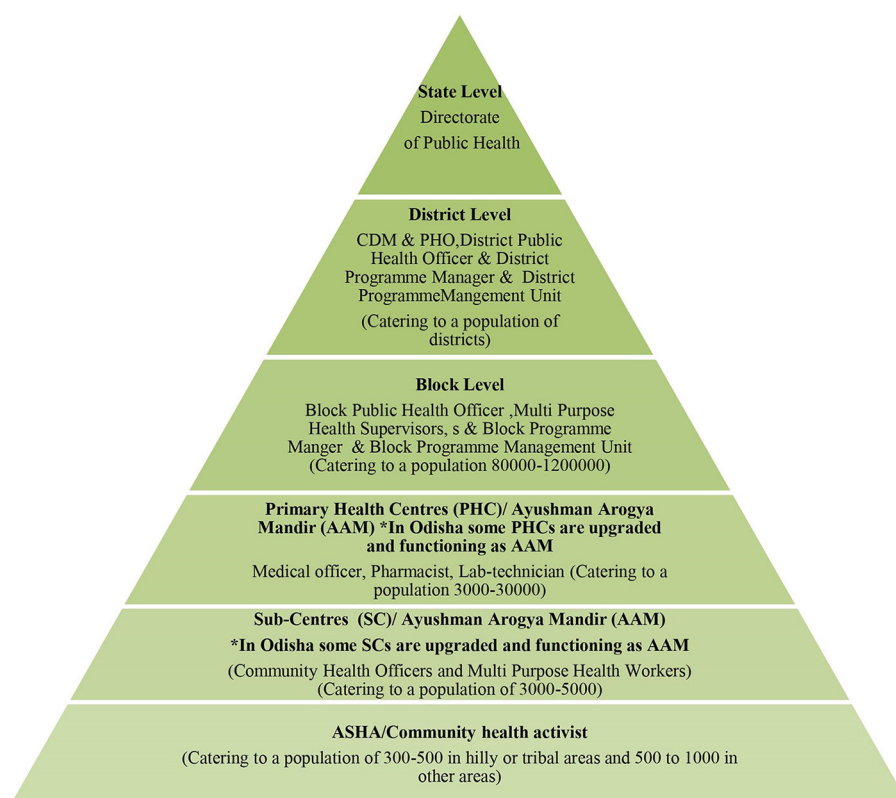 State Level
Directorate
of Public Health
District Level
CDM & PHO,District Public
Health Officer & District
Programme Manager & District
ProgrammeMangement Unit
(Catering to a population of
districts)
Block Level
Block Public Health Officer ,Multi Purpose
Health Supervisors, s & Block Programme
Manger & Block Programme Management Unit
(Catering to a population 80000-1200000)
Primary Health Centres (PHC)/ Ayushman Arogya
Mandir (AAM) *In Odisha some PHCs are upgraded
and functioning as AAM
Medical officer, Pharmacist, Lab-technician (Catering to a
population 3000-30000)
Sub-Centres (SC)/ Ayushman Arogya Mandir (AAM)
*In Odisha some SCs are upgraded and functioning as AAM
(Community Health Officers and Multi Purpose Health Workers)
(Catering to a population of 3000-5000)
ASHA/Community health activist
(Catering to a population of 300-500 in hilly or tribal areas and 500 to 1000 in
other areas)